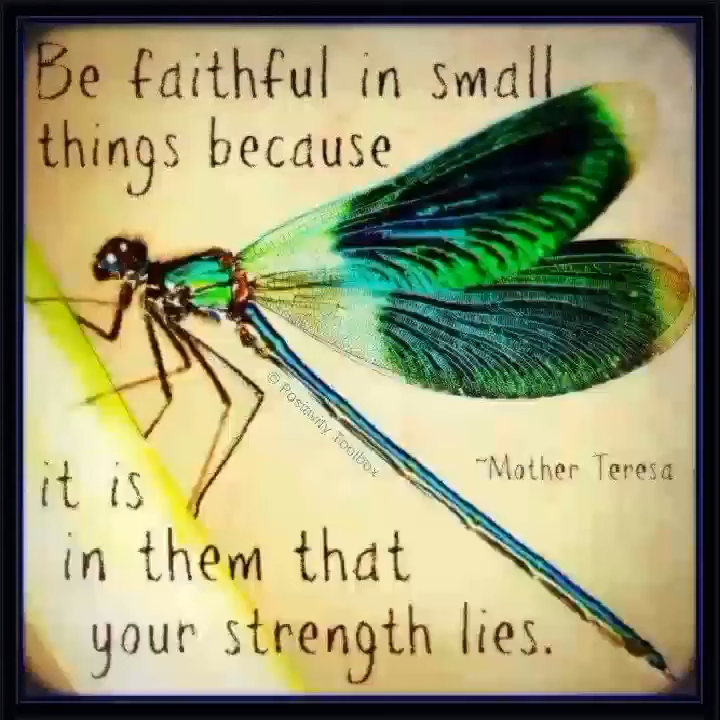 Be faithful in small
things because
© Positivity Toolbox
~Mother Teresa
it is
in them that
your strength lies.